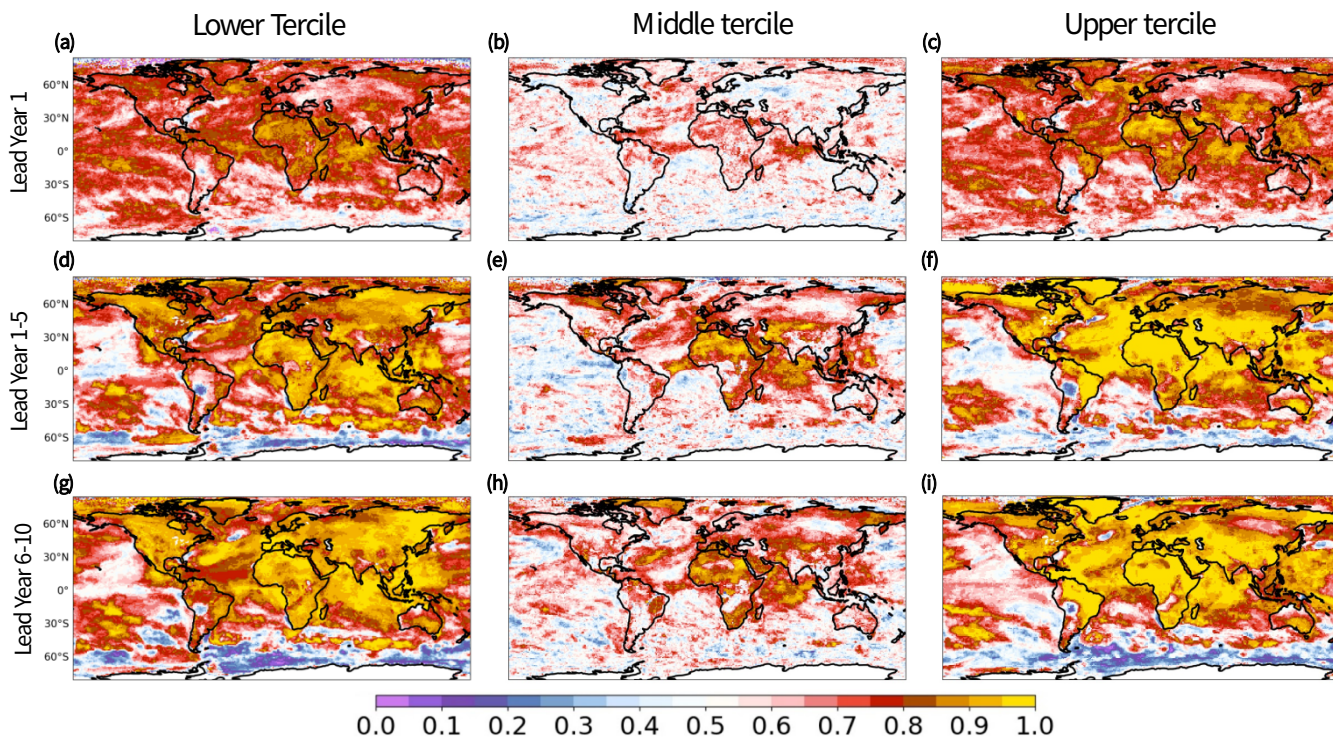 Lower Tercile
Middle tercile
Upper tercile
(a)
(b)
(c)
Lead Year 1
60°N
30°N
0°
30°S
60°S
(d)
(e)
(f)
Lead Year 1-5
60°N
30°N
0°
30°S
60°S
(g)
(h)
(i)
Lead Year 6-10
60°N
30°N
0°
30°S
60°S
0.0 0.1 0.2 0.3 0.4 0.5 0.6 0.7 0.8 0.9 1.0